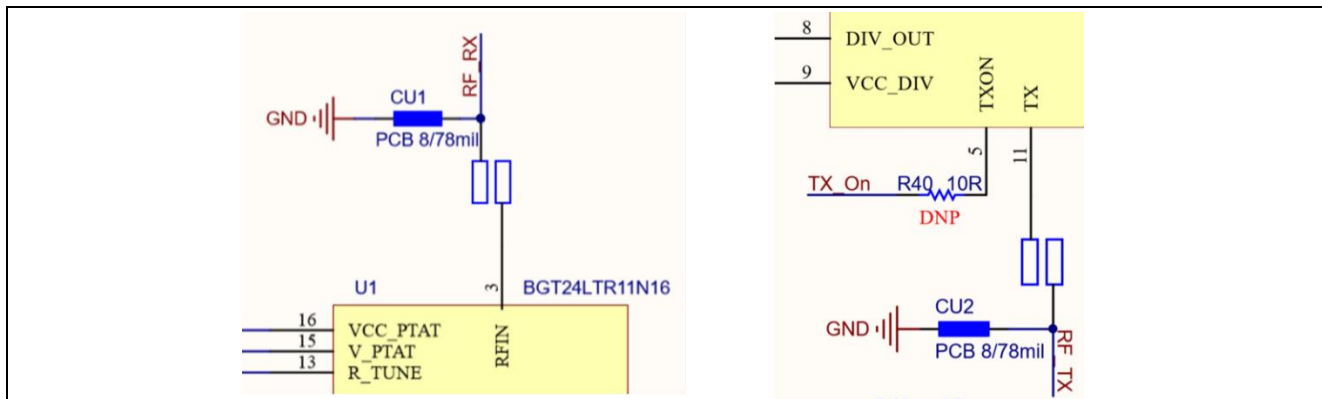 RF_RX
CU1
GND
PCB 8/78mil
U1
3
BGT24LTR11N16
16 VCC_PTAT
15 V_PTAT
13 R_TUNE
RFIN
8 DIV_OUT
9 VCC_DIV
TXON
TX
5
11
TX_On R40 10R
DNP
CU2
GND
PCB 8/78mil
RF_TX